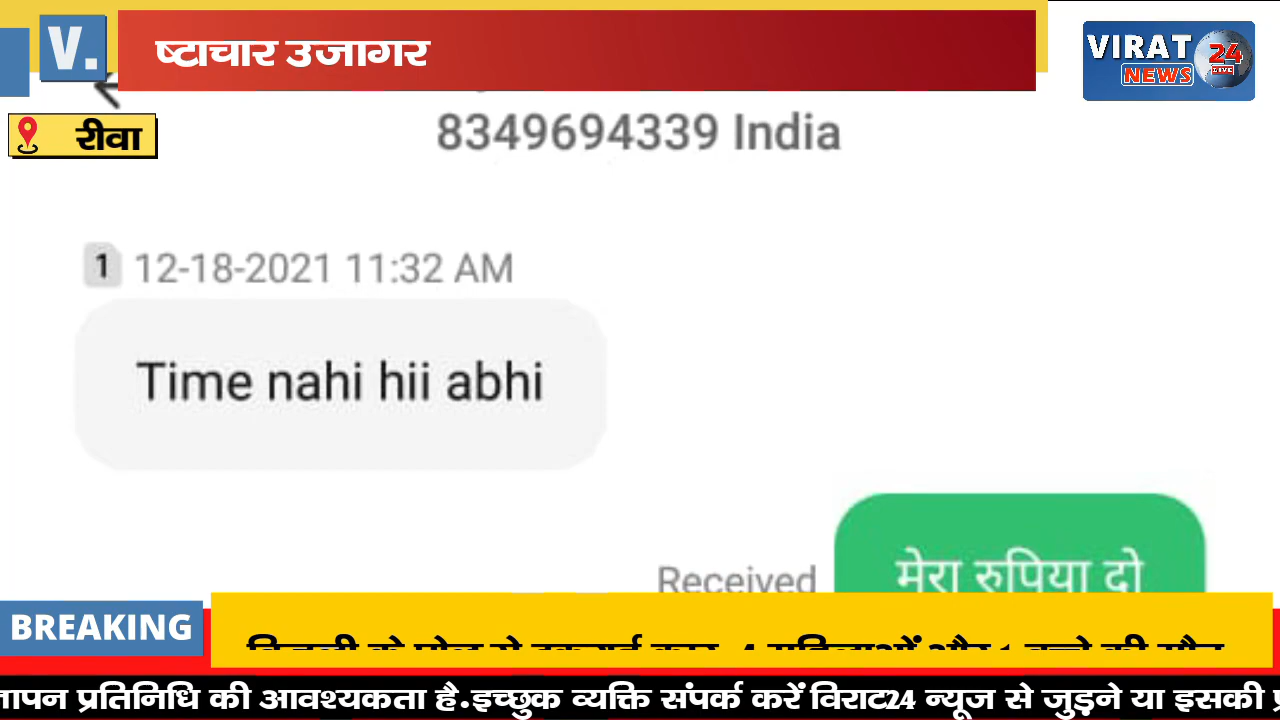 V.
ष्टाचार उजागर
VIRAT 24
NEWS LIVE
रीवा
8349694339 India
1 12-18-2021 11:32 AM
Time nahi hii abhi
Received
मेरा रुपिया दो
BREAKING
ज्ञापन प्रतिनिधि की आवश्यकता है.इच्छुक व्यक्ति संपर्क करें विराट24 न्यूज से जुड़ने या इसकी